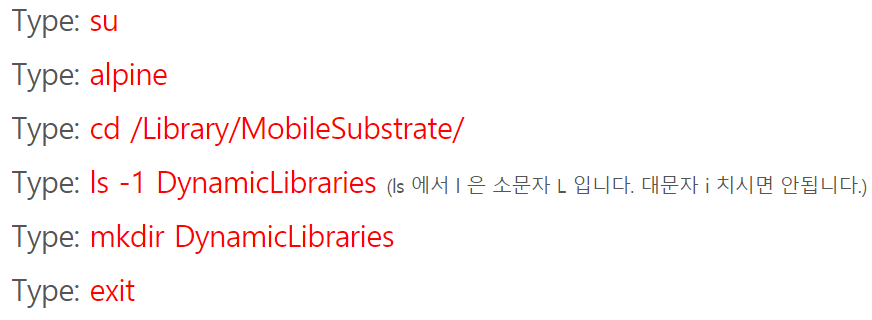 Type: su
Type: alpine
Type: cd /Library/MobileSubstrate/
Type: ls -1 DynamicLibraries (ls 에서 l 은 소문자 L 입니다. 대문자 i 치시면 안됩니다.)
Type: mkdir DynamicLibraries
Type: exit